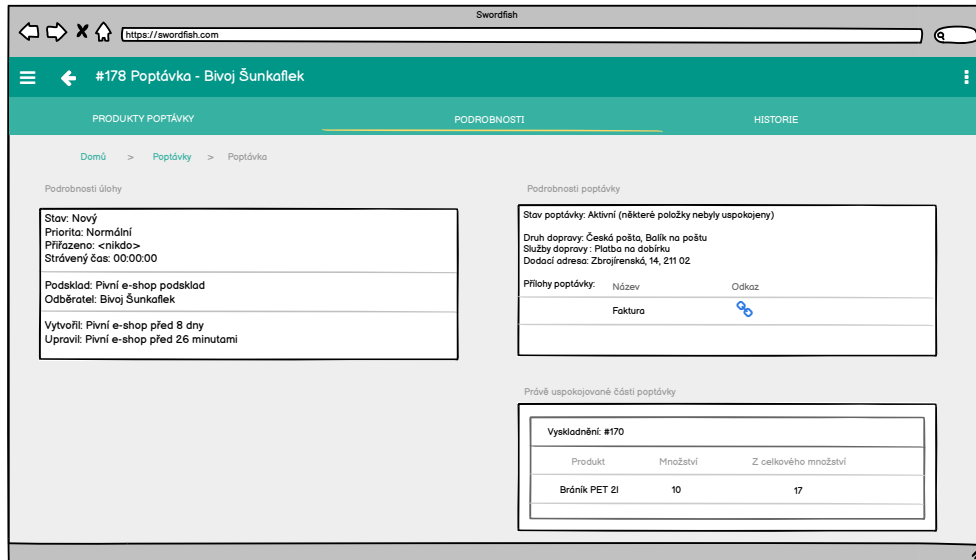 Swordfish
https://swordfish.com
#178 Poptávka - Bivoj Šunkaflek
PRODUKTY POPTÁVKY
PODROBNOSTI
HISTORIE
Domů > Poptávky > Poptávka
Podrobnosti úlohy
Stav: Nový
Priorita: Normální
Přiřazeno: <nikdo>
Strávený čas: 00:00:00
Podsklad: Pivní e-shop podsklad
Odběratel: Bivoj Šunkaflek
Vytvořil: Pivní e-shop před 8 dny
Upravil: Pivní e-shop před 26 minutami
Podrobnosti poptávky
Stav poptávky: Aktivní (některé položky nebyly uspokojeny)
Druh dopravy: Česká pošta, Balík na poštu
Služby dopravy : Platba na dobírku
Dodací adresa: Zbrojírenská, 14, 211 02
Přílohy poptávky: Název Odkaz
Faktura
Právě uspokojované části poptávky
Vyskladnění: #170
Produkt Množství Z celkového množství
Bráník PET 2l 10 17